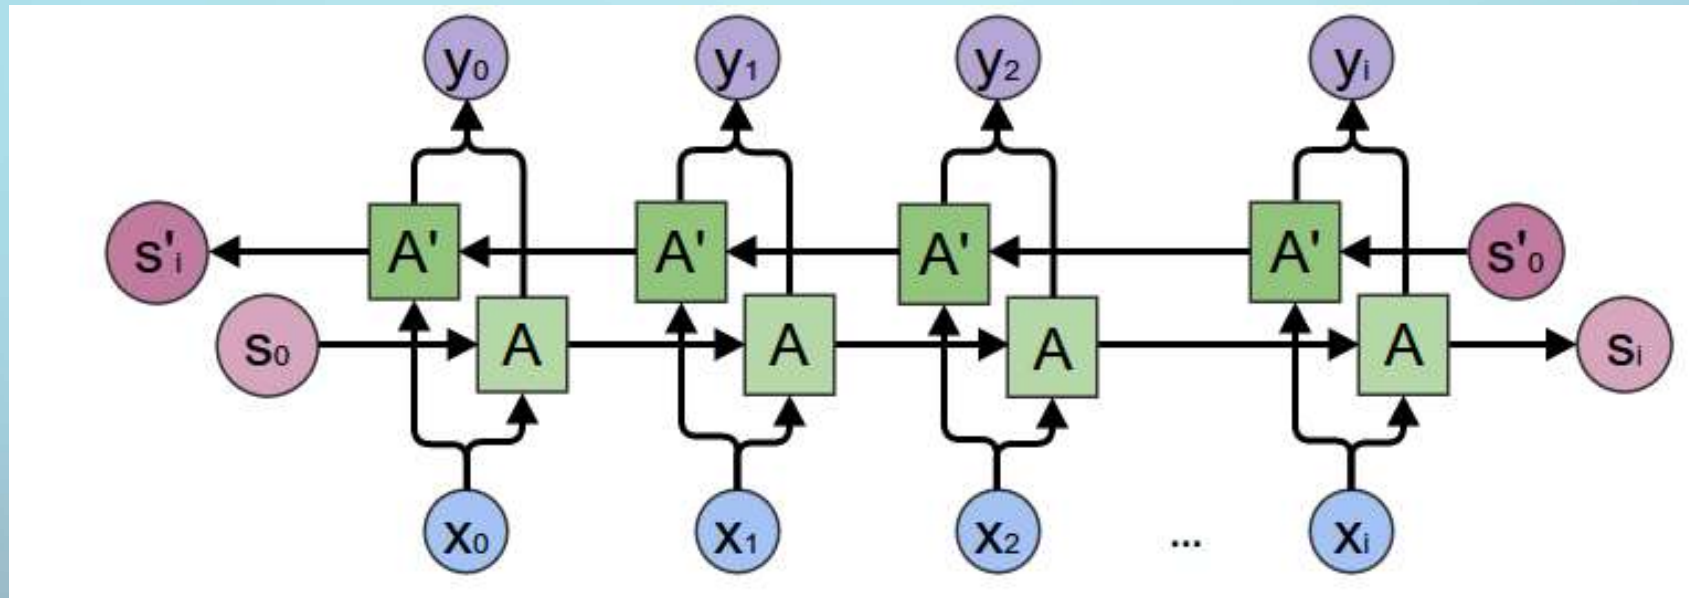 y₀ y₁ y₂ yᵢ
s'ᵢ A' A' A' A' s'₀
s₀ A A A A sᵢ
x₀ x₁ x₂ ... xᵢ